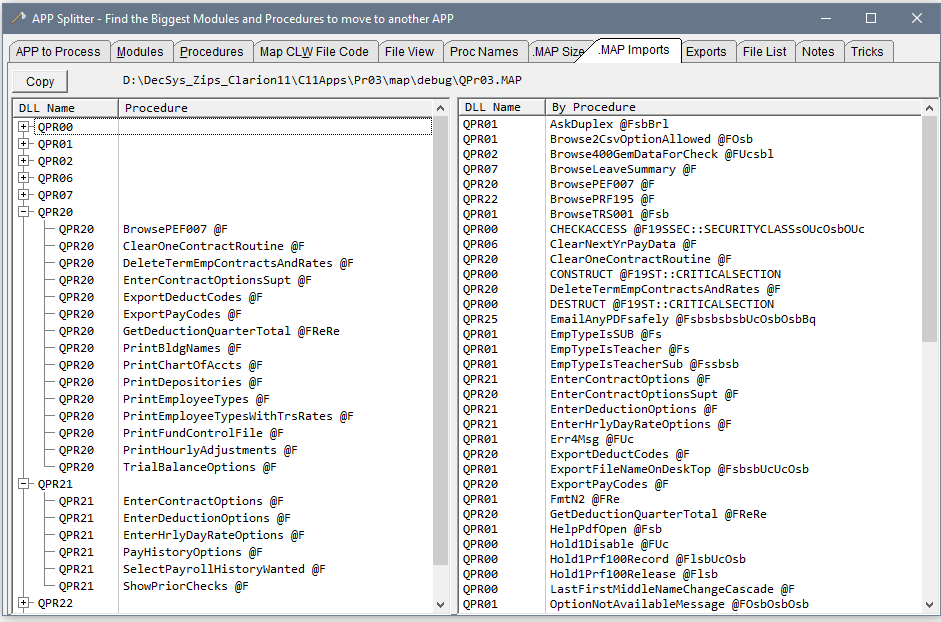 APP Splitter - Find the Biggest Modules and Procedures to move to another APP
APP to Process Modules Procedures Map CLW File Code File View Proc Names .MAP Size .MAP Imports Exports File List Notes Tricks
Copy D:\DecSys_Zips_Clarion11\C11Apps\Pr03\map\debug\QPr03.MAP
DLL Name Procedure
QPR00
QPR01
QPR02
QPR06
QPR07
QPR20
QPR20 BrowsePEF007 @F
QPR20 ClearOneContractRoutine @F
QPR20 DeleteTermEmpContractsAndRates @F
QPR20 EnterContractOptionsSupt @F
QPR20 ExportDeductCodes @F
QPR20 ExportPayCodes @F
QPR20 GetDeductionQuarterTotal @FReRe
QPR20 PrintBldgNames @F
QPR20 PrintChartOfAccts @F
QPR20 PrintDepositories @F
QPR20 PrintEmployeeTypes @F
QPR20 PrintEmployeeTypesWithTrsRates @F
QPR20 PrintFundControlFile @F
QPR20 PrintHourlyAdjustments @F
QPR20 TrialBalanceOptions @F
QPR21
QPR21 EnterContractOptions @F
QPR21 EnterDeductionOptions @F
QPR21 EnterHrlyDayRateOptions @F
QPR21 PayHistoryOptions @F
QPR21 SelectPayrollHistoryWanted @F
QPR21 ShowPriorChecks @F
QPR22
DLL Name By Procedure
QPR01 AskDuplex @FsbBrl
QPR01 Browse2CsvOptionAllowed @FOsb
QPR02 Browse400GemDataForCheck @FUcsbl
QPR07 BrowseLeaveSummary @F
QPR20 BrowsePEF007 @F
QPR22 BrowsePRF195 @F
QPR01 BrowseTRS001 @Fsb
QPR00 CHECKACCESS @F19SSEC::SECURITYCLASSsOUcOsbOUc
QPR06 ClearNextYrPayData @F
QPR20 ClearOneContractRoutine @F
QPR00 CONSTRUCT @F19ST::CRITICALSECTION
QPR20 DeleteTermEmpContractsAndRates @F
QPR00 DESTRUCT @F19ST::CRITICALSECTION
QPR25 EmailAnyPDFsafely @FsbsbsbsbUcOsbOsbBq
QPR01 EmpTypeIsSUB @Fs
QPR01 EmpTypeIsTeacher @Fs
QPR01 EmpTypeIsTeacherSub @Fssbsb
QPR21 EnterContractOptions @F
QPR20 EnterContractOptionsSupt @F
QPR21 EnterDeductionOptions @F
QPR21 EnterHrlyDayRateOptions @F
QPR01 Err4Msg @FUc
QPR20 ExportDeductCodes @F
QPR01 ExportFileNameOnDeskTop @FsbsbUcUcOsb
QPR20 ExportPayCodes @F
QPR01 FmtN2 @FRe
QPR20 GetDeductionQuarterTotal @FReRe
QPR01 HelpPdfOpen @Fsb
QPR00 Hold1Disable @FUc
QPR00 Hold1Prf100Record @FlsbUcOsb
QPR00 Hold1Prf100Release @Flsb
QPR00 LastFirstMiddleNameChangeCascade @F
QPR01 OptionNotAvailableMessage @FOsbOsbOsb